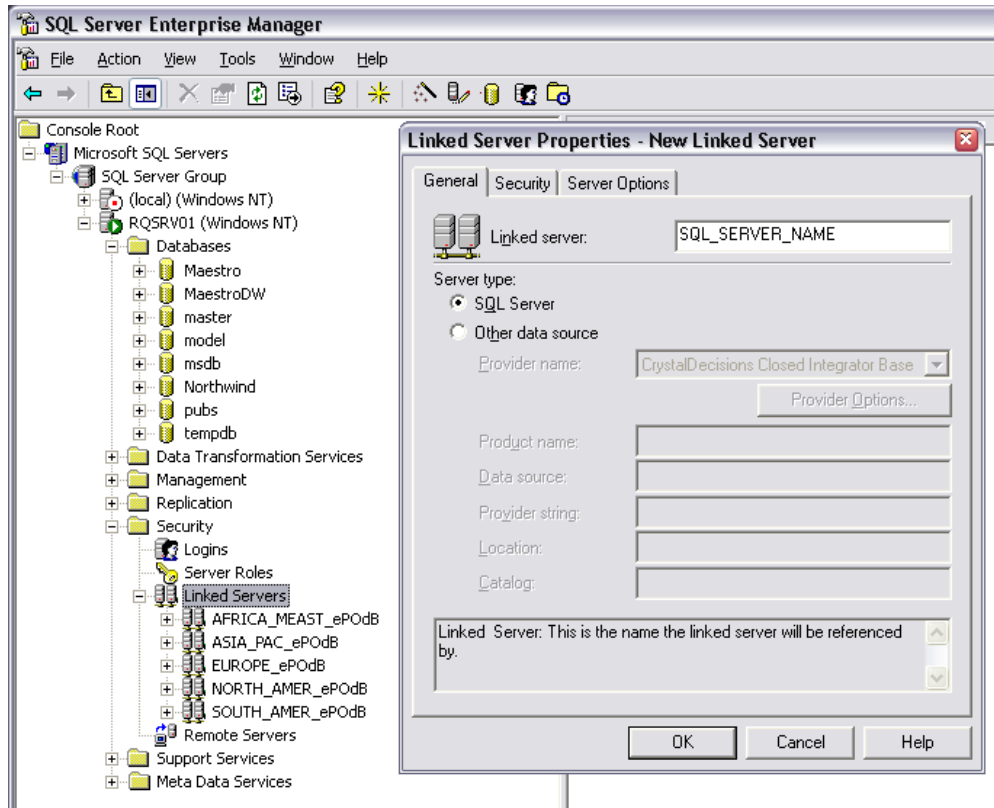 SQL Server Enterprise Manager
File Action View Tools Window Help
Console Root
Microsoft SQL Servers
SQL Server Group
(local) (Windows NT)
RQSRV01 (Windows NT)
Databases
Maestro
MaestroDW
master
model
msdb
Northwind
pubs
tempdb
Data Transformation Services
Management
Replication
Security
Logins
Server Roles
Linked Servers
AFRICA_MEAST_ePOdB
ASIA_PAC_ePOdB
EUROPE_ePOdB
NORTH_AMER_ePOdB
SOUTH_AMER_ePOdB
Remote Servers
Support Services
Meta Data Services
Linked Server Properties - New Linked Server
General Security Server Options
Linked server: SQL_SERVER_NAME
Server type:
SQL Server
Other data source
Provider name: CrystalDecisions Closed Integrator Base
Provider Options...
Product name:
Data source:
Provider string:
Location:
Catalog:
Linked Server: This is the name the linked server will be referenced
by.
OK Cancel Help